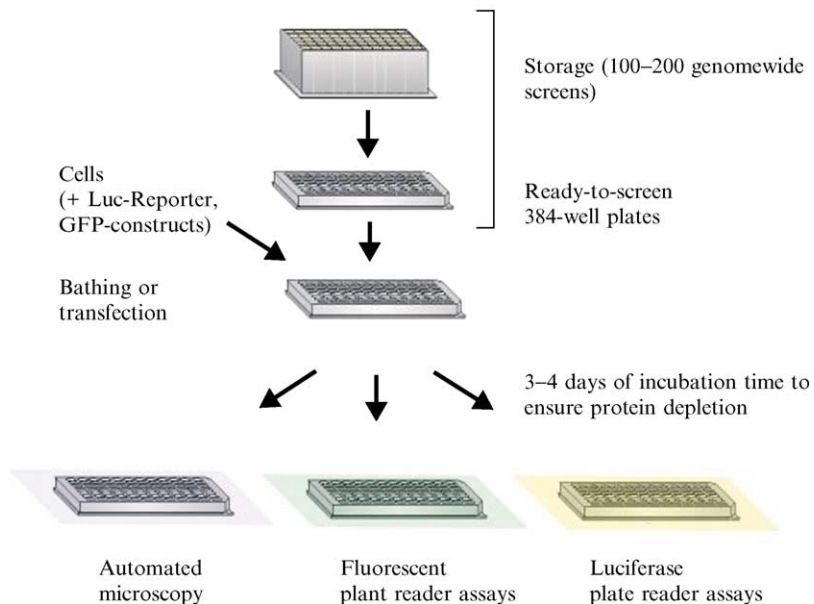 Storage (100–200 genomewide
screens)
Cells
(+ Luc-Reporter,
GFP-constructs)
Ready-to-screen
384-well plates
Bathing or
transfection
3–4 days of incubation time to
ensure protein depletion
Automated
microscopy
Fluorescent
plant reader assays
Luciferase
plate reader assays